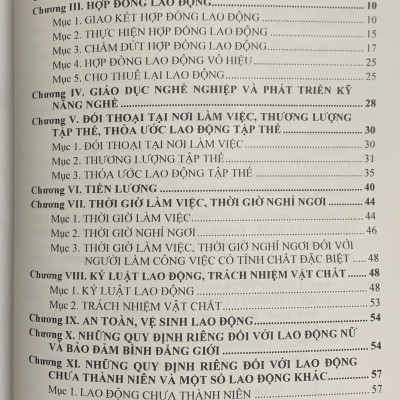 Chương III. HỢP ĐỒNG LAO ĐỘNG 10
Mục 1. GIAO KẾT HỢP ĐỒNG LAO ĐỘNG 10
Mục 2. THỰC HIỆN HỢP ĐỒNG LAO ĐỘNG 15
Mục 3. CHẤM DỨT HỢP ĐỒNG LAO ĐỘNG 17
Mục 4. HỢP ĐỒNG LAO ĐỘNG VÔ HIỆU 25
Mục 5. CHO THUÊ LẠI LAO ĐỘNG 25
Chương IV. GIÁO DỤC NGHỀ NGHIỆP VÀ PHÁT TRIỂN KỸ
NĂNG NGHỀ 28
Chương V. ĐỐI THOẠI TẠI NƠI LÀM VIỆC, THƯƠNG LƯỢNG
TẬP THỂ, THỎA ƯỚC LAO ĐỘNG TẬP THỂ 30
Mục 1. ĐỐI THOẠI TẠI NƠI LÀM VIỆC 30
Mục 2. THƯƠNG LƯỢNG TẬP THỂ 31
Mục 3. THỎA ƯỚC LAO ĐỘNG TẬP THỂ 35
Chương VI. TIỀN LƯƠNG 40
Chương VII. THỜI GIỜ LÀM VIỆC, THỜI GIỜ NGHỈ NGƠI 44
Mục 1. THỜI GIỜ LÀM VIỆC 44
Mục 2. THỜI GIỜ NGHỈ NGƠI 46
Mục 3. THỜI GIỜ LÀM VIỆC, THỜI GIỜ NGHỈ NGƠI ĐỐI VỚI
NGƯỜI LÀM CÔNG VIỆC CÓ TÍNH CHẤT ĐẶC BIỆT 48
Chương VIII. KỶ LUẬT LAO ĐỘNG, TRÁCH NHIỆM VẬT CHẤT 48
Mục 1. KỶ LUẬT LAO ĐỘNG 48
Mục 2. TRÁCH NHIỆM VẬT CHẤT 53
Chương IX. AN TOÀN, VỆ SINH LAO ĐỘNG 54
Chương X. NHỮNG QUY ĐỊNH RIÊNG ĐỐI VỚI LAO ĐỘNG NỮ
VÀ BẢO ĐẢM BÌNH ĐẲNG GIỚI 54
Chương XI. NHỮNG QUY ĐỊNH RIÊNG ĐỐI VỚI LAO ĐỘNG
CHƯA THÀNH NIÊN VÀ MỘT SỐ LAO ĐỘNG KHÁC 57
Mục 1. LAO ĐỘNG CHƯA THÀNH NIÊN 57